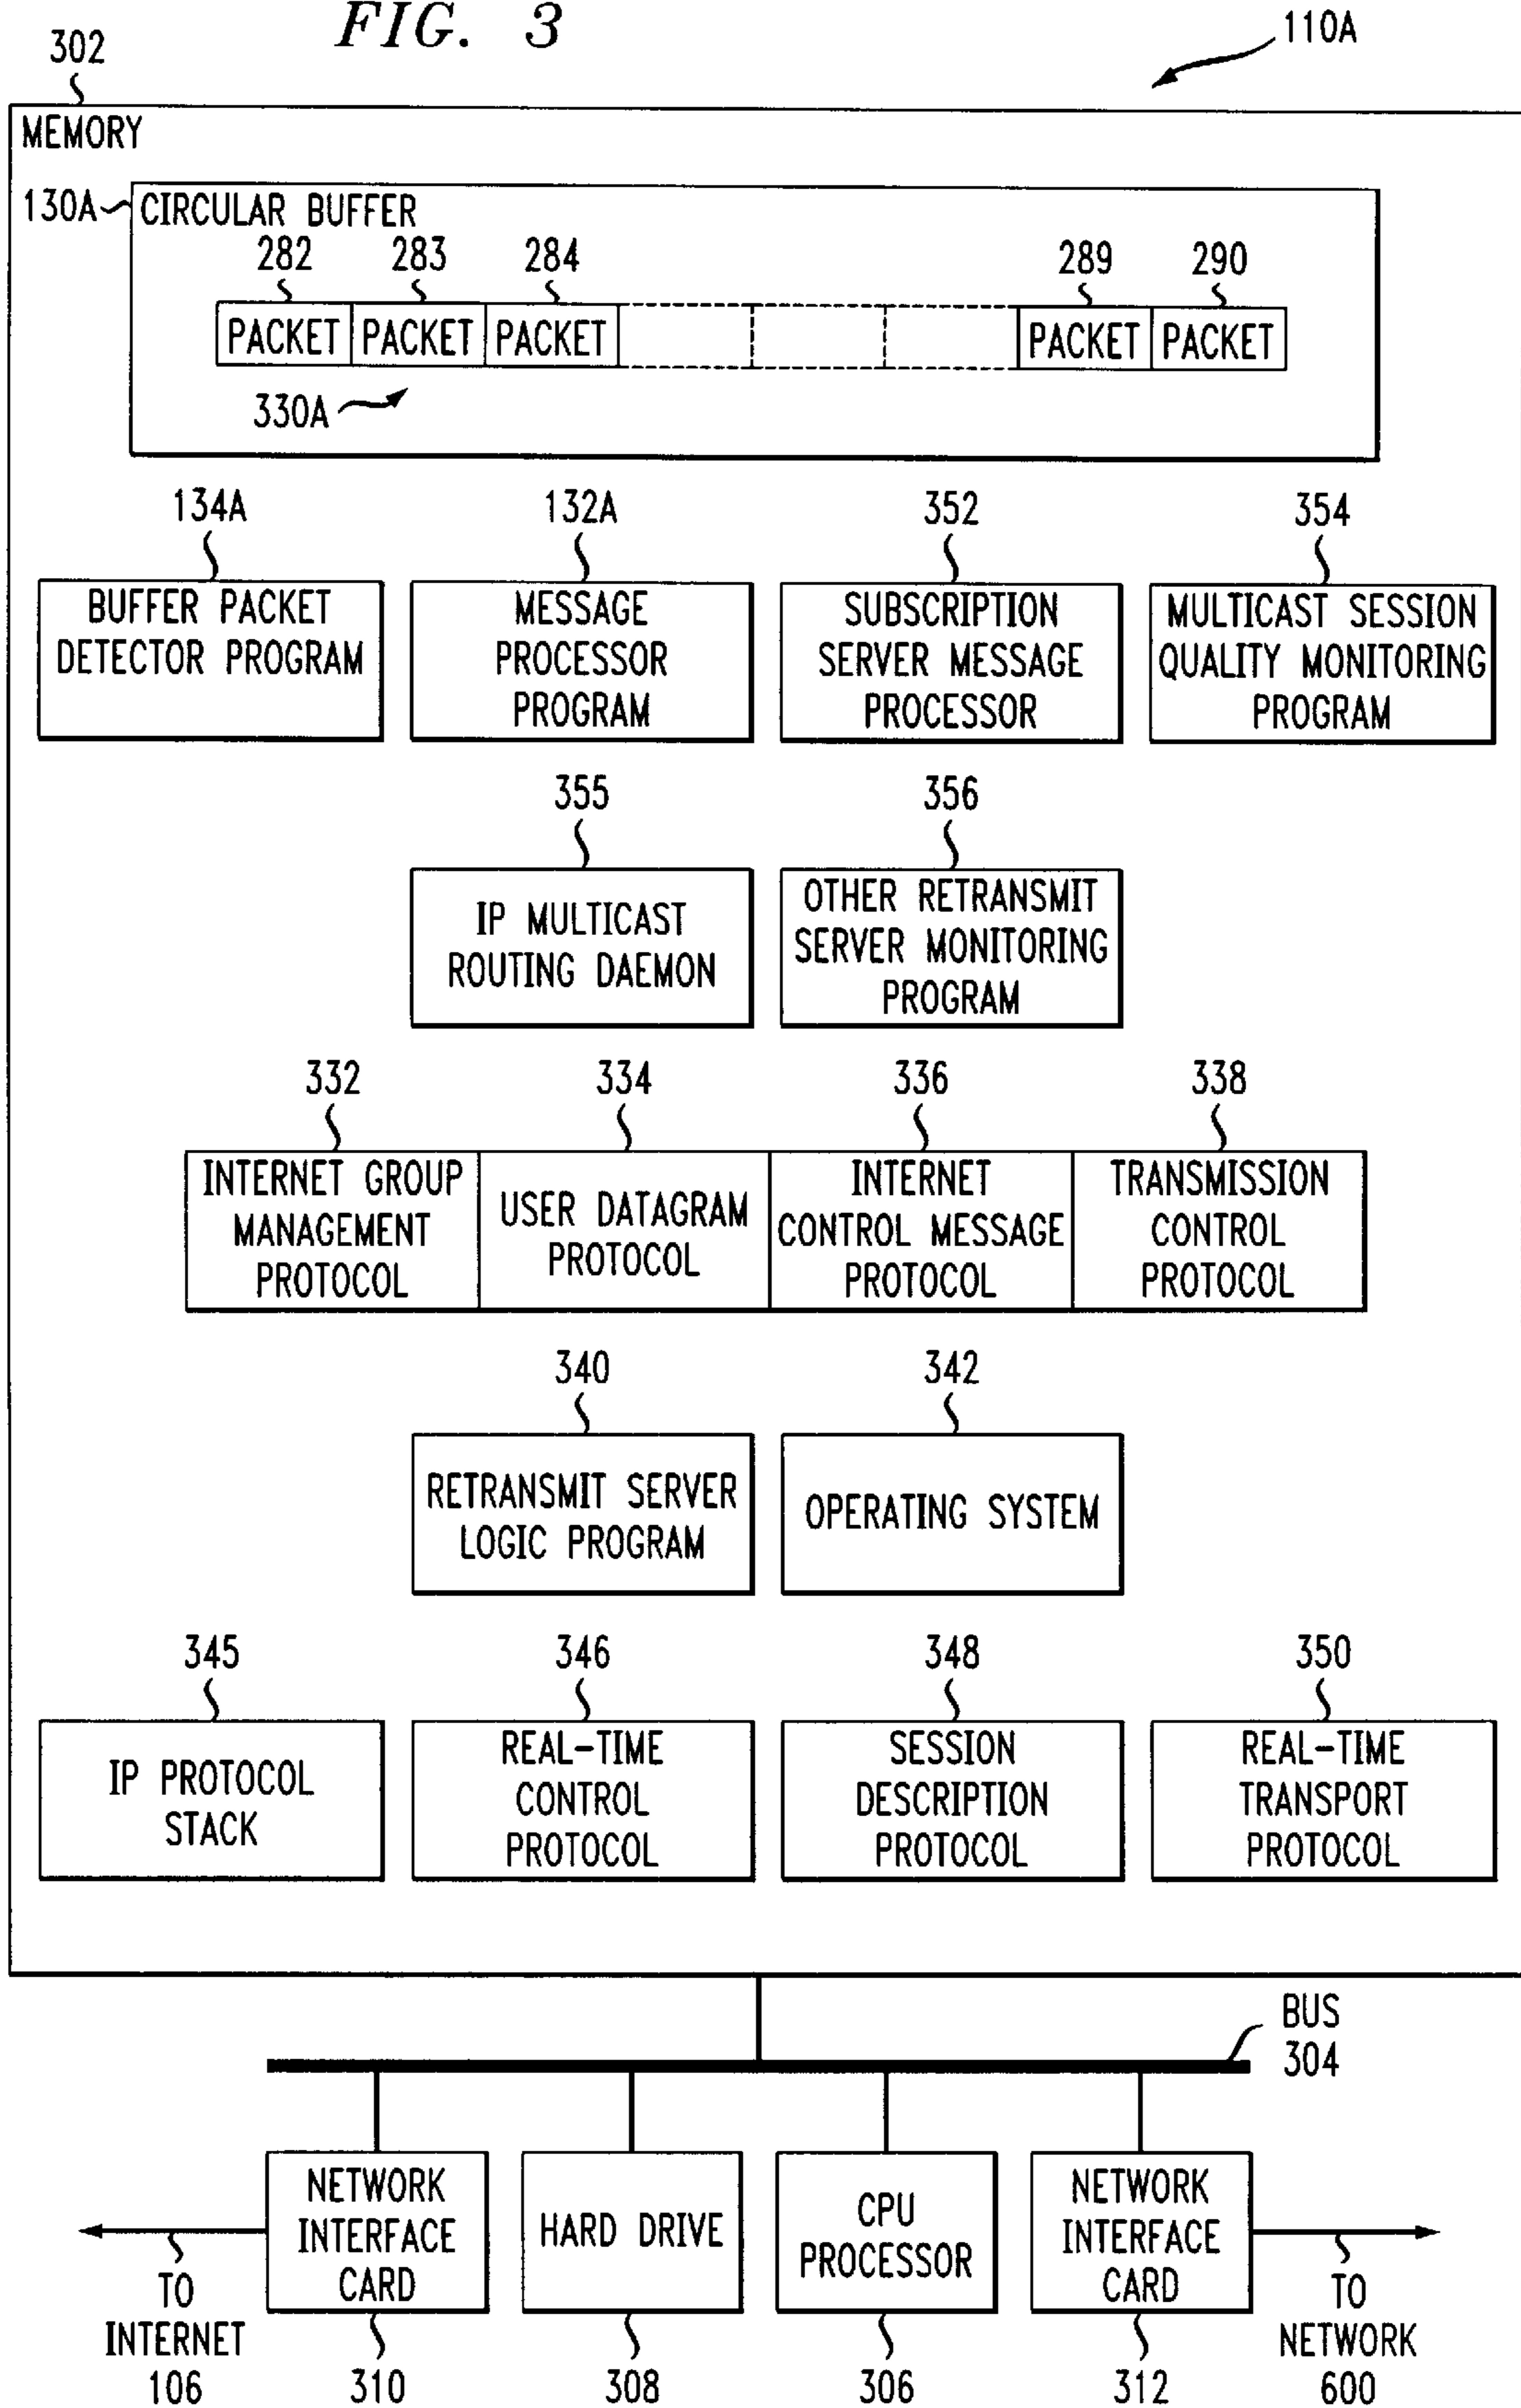 FIG. 3
302
110A
MEMORY
130A
CIRCULAR BUFFER
282
283
284
289
290
PACKET
PACKET
PACKET
PACKET
PACKET
330A
134A
132A
352
354
BUFFER PACKET
DETECTOR PROGRAM
MESSAGE
PROCESSOR
PROGRAM
SUBSCRIPTION
SERVER MESSAGE
PROCESSOR
MULTICAST SESSION
QUALITY MONITORING
PROGRAM
355
356
IP MULTICAST
ROUTING DAEMON
OTHER RETRANSMIT
SERVER MONITORING
PROGRAM
332
334
336
338
INTERNET GROUP
MANAGEMENT
PROTOCOL
USER DATAGRAM
PROTOCOL
INTERNET
CONTROL MESSAGE
PROTOCOL
TRANSMISSION
CONTROL
PROTOCOL
340
342
RETRANSMIT SERVER
LOGIC PROGRAM
OPERATING SYSTEM
345
346
348
350
IP PROTOCOL
STACK
REAL-TIME
CONTROL
PROTOCOL
SESSION
DESCRIPTION
PROTOCOL
REAL-TIME
TRANSPORT
PROTOCOL
BUS
304
NETWORK
INTERFACE
CARD
HARD DRIVE
CPU
PROCESSOR
NETWORK
INTERFACE
CARD
TO
INTERNET
106
310
308
306
312
TO
NETWORK
600